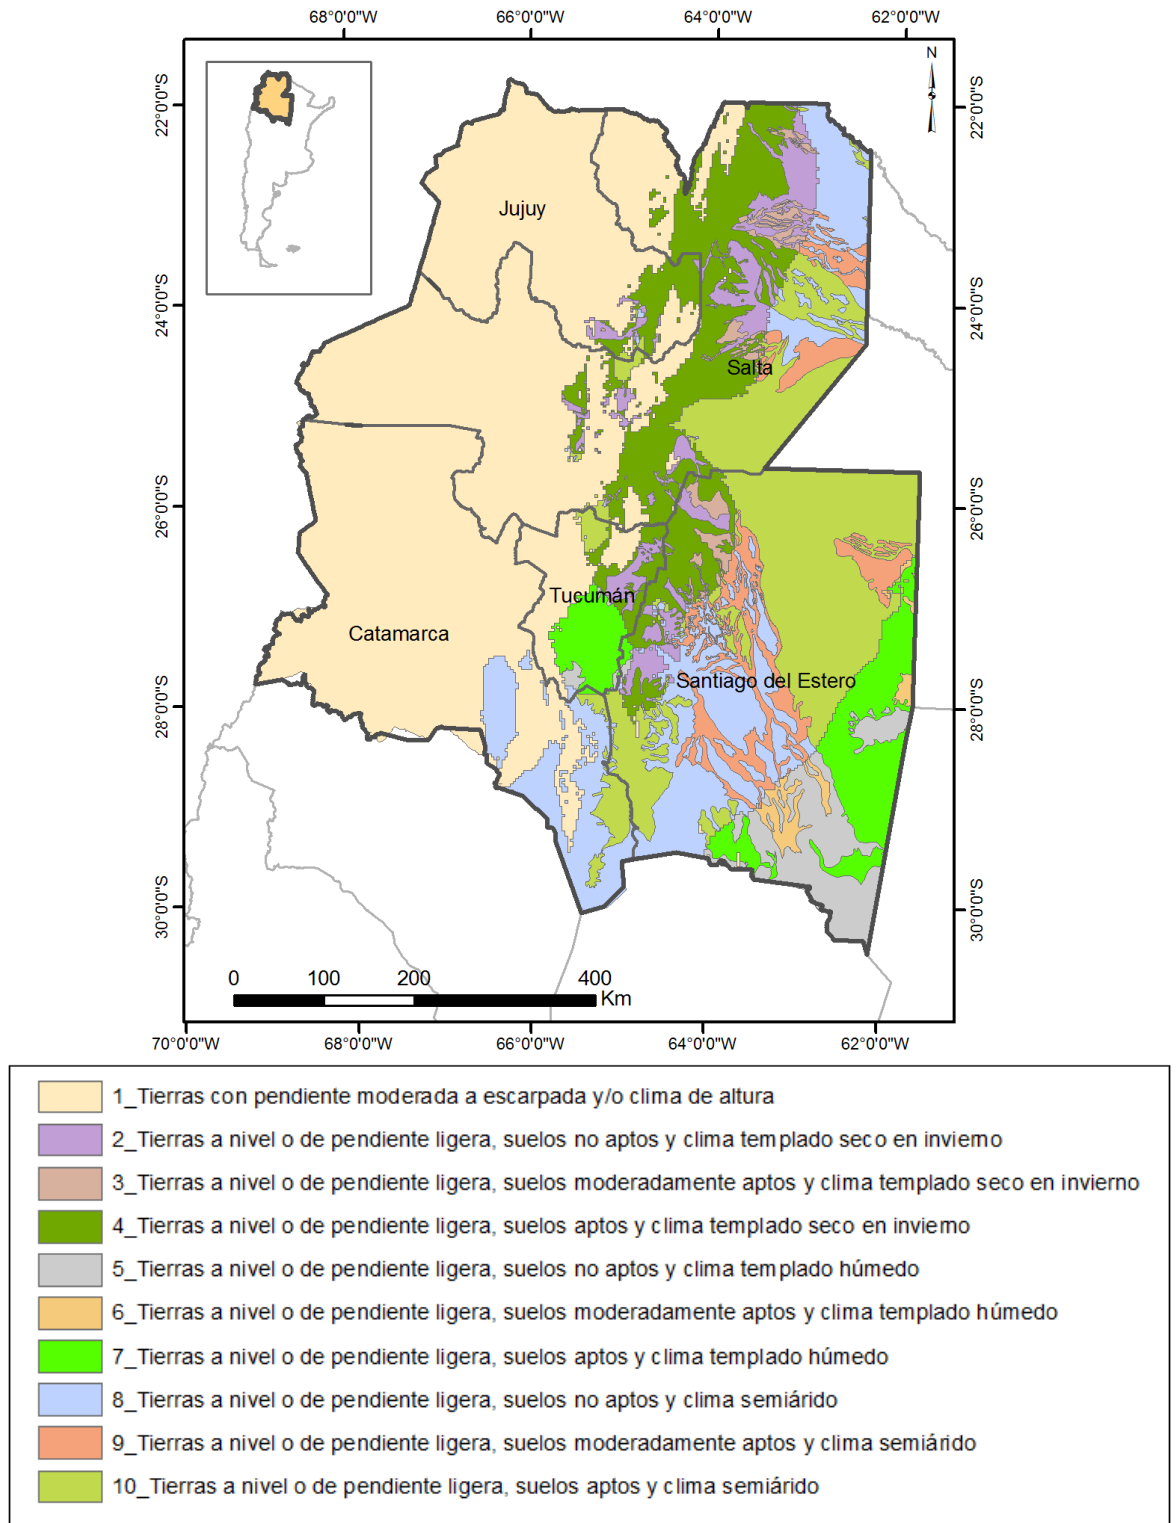 68°0'0"W 66°0'0"W 64°0'0"W 62°0'0"W
N
22°0'0"S 22°0'0"S
Jujuy
24°0'0"S 24°0'0"S
Salta
26°0'0"S 26°0'0"S
Tucumán
Catamarca
Santiago del Estero
28°0'0"S 28°0'0"S
30°0'0"S 30°0'0"S
0 100 200 400
Km
70°0'0"W 68°0'0"W 66°0'0"W 64°0'0"W 62°0'0"W
1_Tierras con pendiente moderada a escarpada y/o clima de altura
2_Tierras a nivel o de pendiente ligera, suelos no aptos y clima templado seco en invierno
3_Tierras a nivel o de pendiente ligera, suelos moderadamente aptos y clima templado seco en invierno
4_Tierras a nivel o de pendiente ligera, suelos aptos y clima templado seco en invierno
5_Tierras a nivel o de pendiente ligera, suelos no aptos y clima templado húmedo
6_Tierras a nivel o de pendiente ligera, suelos moderadamente aptos y clima templado húmedo
7_Tierras a nivel o de pendiente ligera, suelos aptos y clima templado húmedo
8_Tierras a nivel o de pendiente ligera, suelos no aptos y clima semiárido
9_Tierras a nivel o de pendiente ligera, suelos moderadamente aptos y clima semiárido
10_Tierras a nivel o de pendiente ligera, suelos aptos y clima semiárido